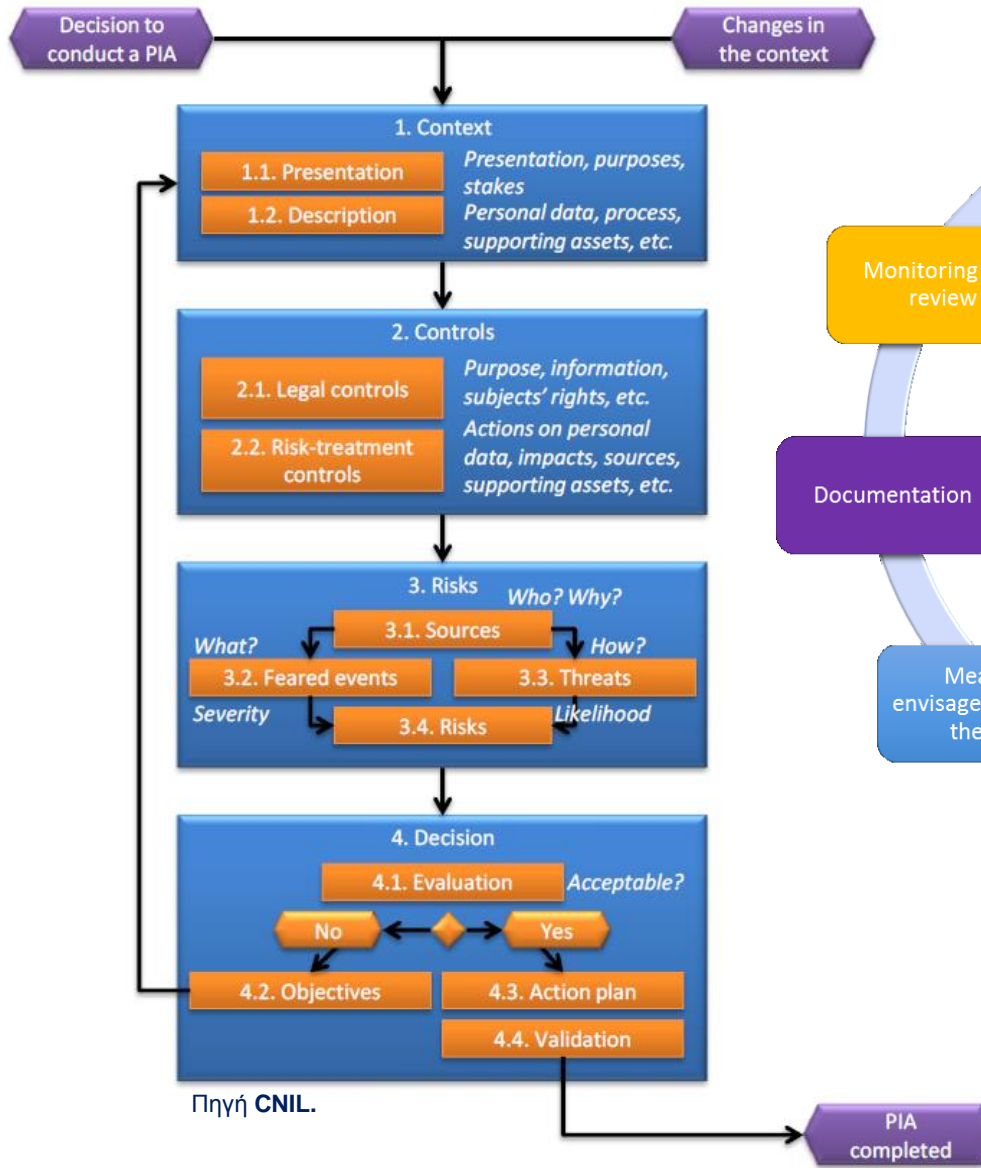 Decision to
conduct a PIA
Changes in
the context
1. Context
1.1. Presentation
Presentation, purposes,
stakes
1.2. Description
Personal data, process,
supporting assets, etc.
2. Controls
2.1. Legal controls
Purpose, information,
subjects' rights, etc.
2.2. Risk-treatment
controls
Actions on personal
data, impacts, sources,
supporting assets, etc.
3. Risks
Who? Why?
3.1. Sources
What?
How?
3.2. Feared events
3.3. Threats
Severity
Likelihood
3.4. Risks
4. Decision
4.1. Evaluation
Acceptable?
No
Yes
4.2. Objectives
4.3. Action plan
4.4. Validation
Πηγή CNIL.
PIA
completed
Monitoring
review
Documentation
Mea
envisage
the